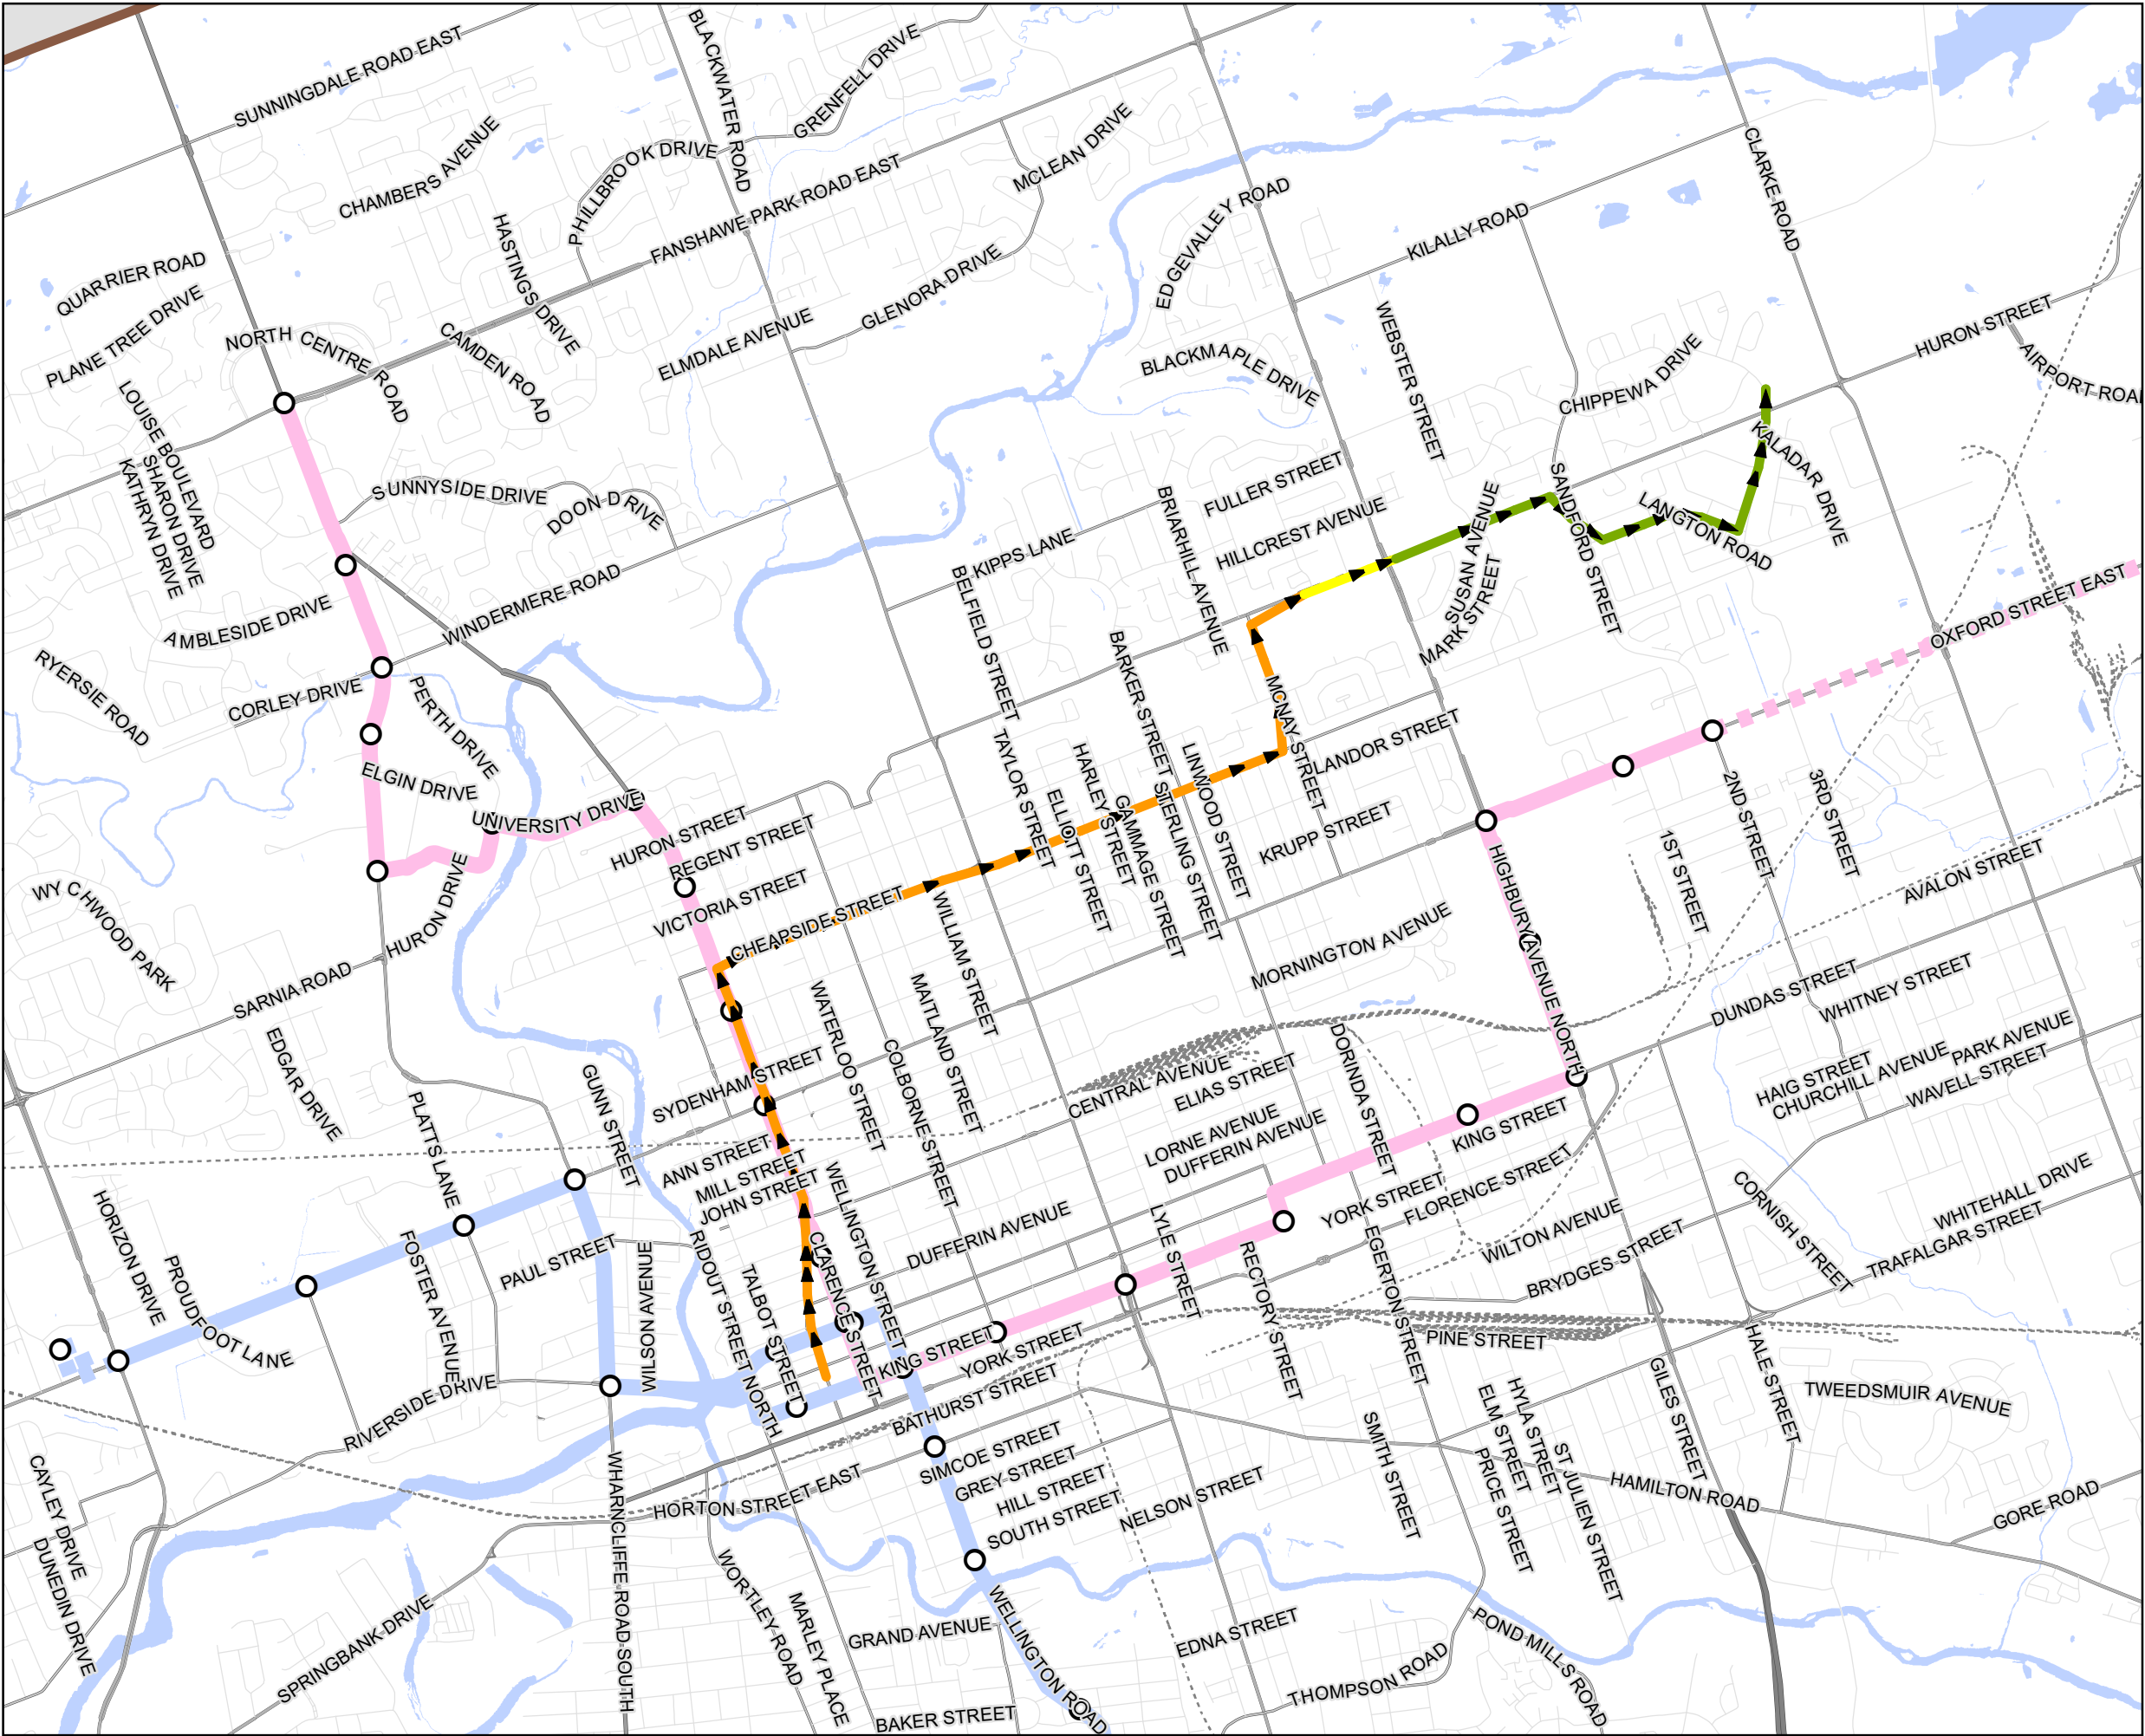 SUNNINGDALE ROAD EAST
BLACKWATER ROAD
GRENFELL DRIVE
CHAMBERS AVENUE
PHILLBROOK DRIVE
MCLEAN DRIVE
CLARKE ROAD
FANSHAWE PARK ROAD EAST
HASTINGS DRIVE
EDGEVALLEY ROAD
KILALLY ROAD
QUARRIER ROAD
PLANE TREE DRIVE
NORTH CENTRE ROAD
CAMDEN ROAD
ELMDALE AVENUE
GLENORA DRIVE
WEBSTER STREET
HURON STREET
AIRPORT ROA
BLACKMAPLE DRIVE
CHIPPEWA DRIVE
LOUISE BOULEVARD
SHARON DRIVE
KATHRYN DRIVE
SUNNYSIDE DRIVE
DOON DRIVE
FULLER STREET
BRIARHILL AVENUE
HILLCREST AVENUE
KALADAR DRIVE
SANDFORD STREET
LANGTON ROAD
SUSAN AVENUE
MARK STREET
KIPPS LANE
BELFIELD STREET
AMBLESIDE DRIVE
WINDERMERE ROAD
OXFORD STREET EAST
RYERSIE ROAD
CORLEY DRIVE
PERTH DRIVE
BARKER STREET
MCNAY STREET
LANDOR STREET
TAYLOR STREET
HARLEY STREET
LINWOOD STREET
ELGIN DRIVE
UNIVERSITY DRIVE
HURON STREET
REGENT STREET
ELLIOTT STREET
GAMMAGE STREET
STERLING STREET
KRUPP STREET
2ND STREET
3RD STREET
1ST STREET
HIGHBURY AVENUE NORTH
AVALON STREET
WYCHWOOD PARK
HURON DRIVE
VICTORIA STREET
CHEAPSIDE STREET
WILLIAM STREET
MORNINGTON AVENUE
SARNIA ROAD
WATERLOO STREET
MAITLAND STREET
DUNDAS STREET
WHITNEY STREET
EDGAR DRIVE
GUNN STREET
SYDENHAM STREET
COLBORNE STREET
CENTRAL AVENUE
ELIAS STREET
DORINDA STREET
HAIG STREET
CHURCHILL AVENUE
PARK AVENUE
WAVELL STREET
PLATTS LANE
ANN STREET
MILL STREET
JOHN STREET
LORNE AVENUE
DUFFERIN AVENUE
KING STREET
WELLINGTON STREET
HORIZON DRIVE
PROUDFOOT LANE
FOSTER AVENUE
PAUL STREET
WILSON AVENUE
RIDOUT STREET NORTH
TALBOT STREET
CLARENCE STREET
DUFFERIN AVENUE
LYLE STREET
RECTORY STREET
YORK STREET
FLORENCE STREET
EGERTON STREET
WILTON AVENUE
BRYDGES STREET
CORNISH STREET
WHITEHALL DRIVE
TRAFALGAR STREET
KING STREET
YORK STREET
BATHURST STREET
PINE STREET
HALE STREET
GILES STREET
TWEEDSMUIR AVENUE
RIVERSIDE DRIVE
SIMCOE STREET
GREY STREET
HILL STREET
SOUTH STREET
NELSON STREET
SMITH STREET
ELM STREET
HYLA STREET
PRICE STREET
ST JULIEN STREET
HAMILTON ROAD
GORE ROAD
CAYLEY DRIVE
DUNEDIN DRIVE
WHARNCLIFFE ROAD SOUTH
HORTON STREET EAST
SPRINGBANK DRIVE
WORTLEY ROAD
MARLEY PLACE
GRAND AVENUE
WELLINGTON ROAD
BAKER STREET
EDNA STREET
THOMPSON ROAD
POND MILLS ROAD